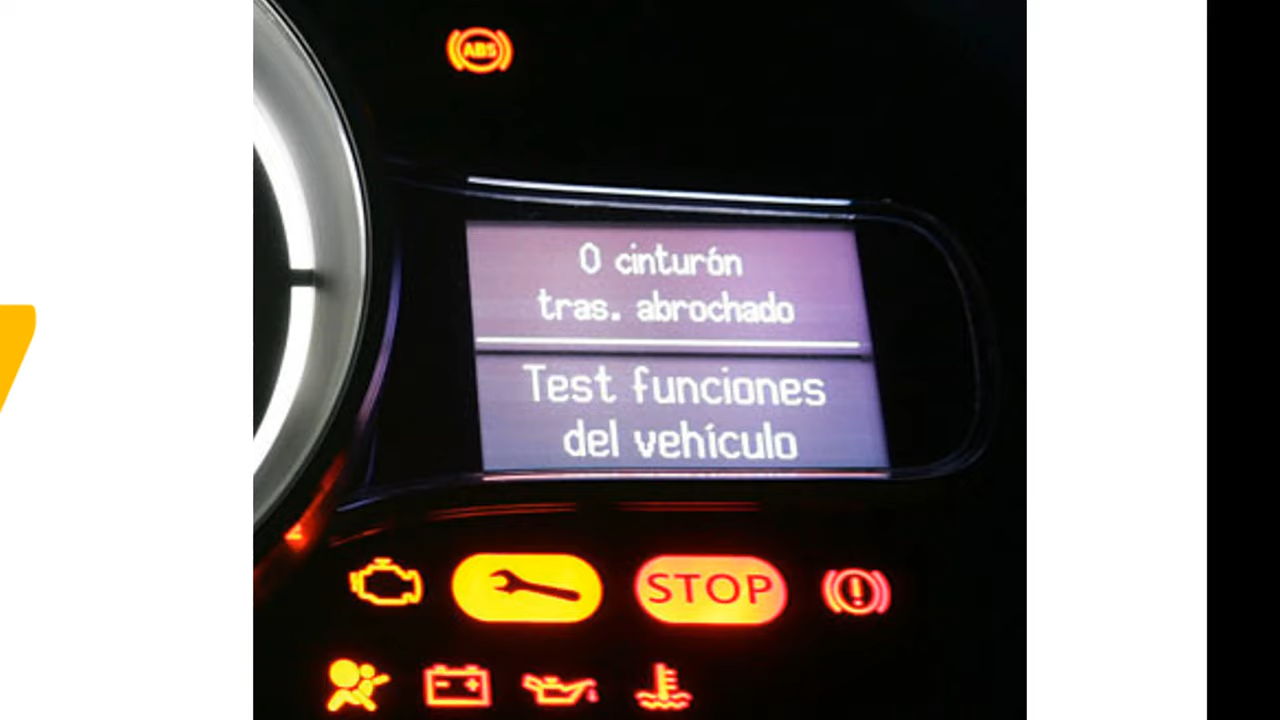 ABS
0 cinturón
tras. abrochado
Test funciones
del vehículo
STOP